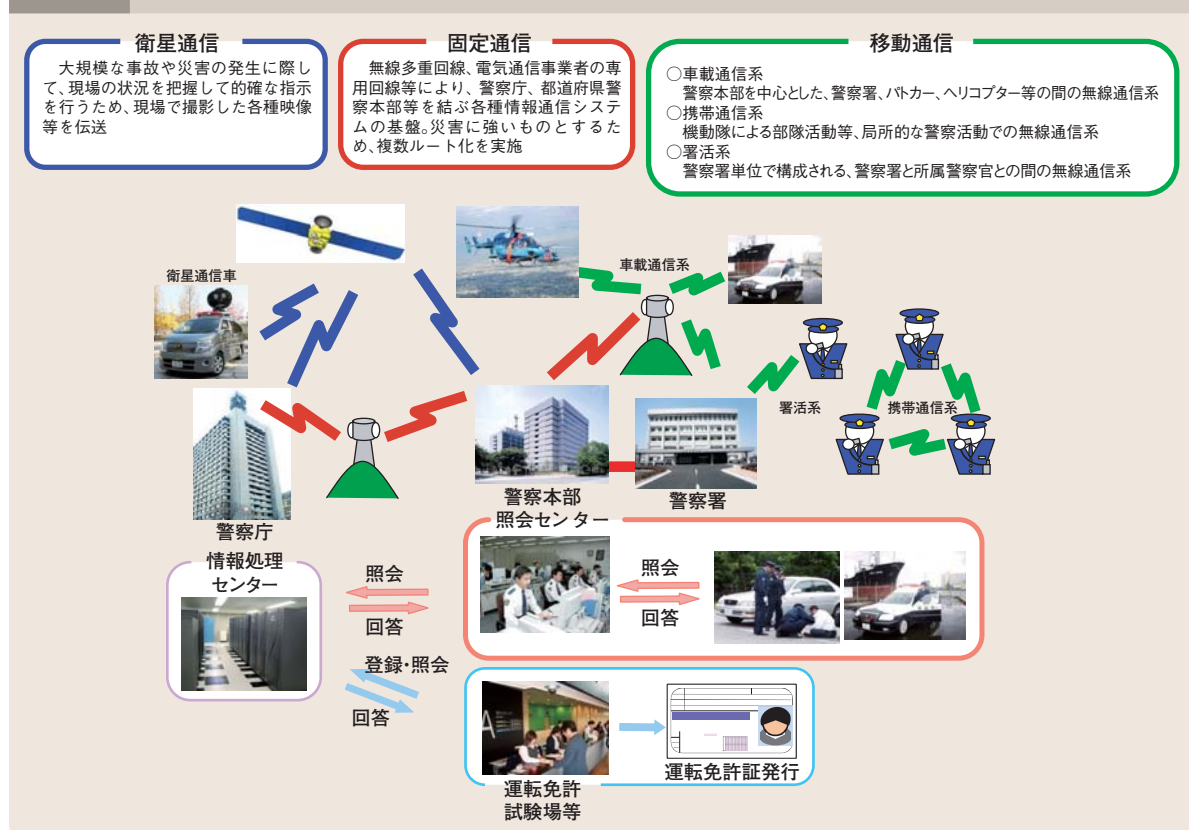 衛星通信
大規模な事故や災害の発生に際し
て、現場の状況を把握して的確な指示
を行うため、現場で撮影した各種映像
等を伝送
固定通信
無線多重回線、電気通信事業者の専
用回線等により、警察庁、都道府県警
察本部等を結ぶ各種情報通信システ
ムの基盤。災害に強いものとするた
め、複数ルート化を実施
移動通信
○車載通信系
警察本部を中心とした、警察署、パトカー、ヘリコプター等の間の無線通信系
○携帯通信系
機動隊による部隊活動等、局所的な警察活動での無線通信系
○署活系
警察署単位で構成される、警察署と所属警察官との間の無線通信系
衛星通信車
車載通信系
署活系
携帯通信系
警察庁
警察本部
警察署
照会センター
情報処理
センター
照会
回答
照会
回答
登録・照会
回答
A
運転免許証発行
運転免許
試験場等